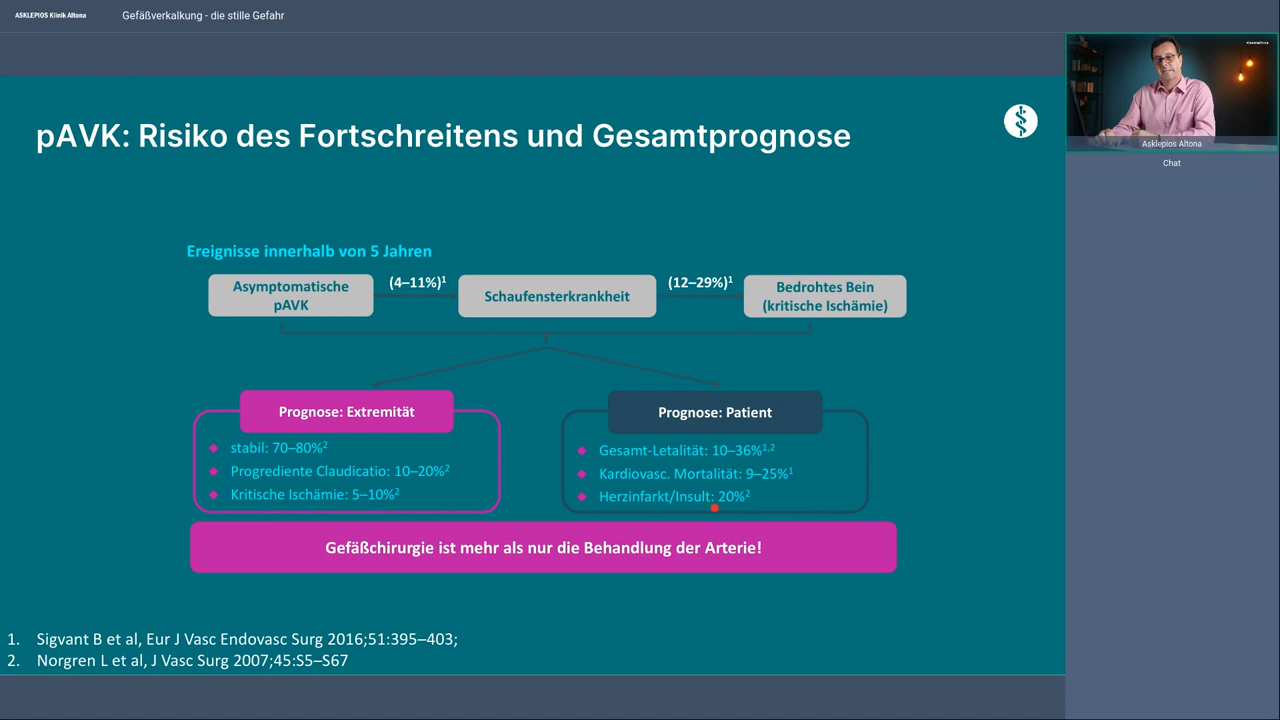 ASKLEPIOS Klinik Altona
Gefäßverkalkung - die stille Gefahr
pAVK: Risiko des Fortschreitens und Gesamtprognose
Ereignisse innerhalb von 5 Jahren
Asymptomatische
pAVK
(4–11%)¹
Schaufensterkrankheit
(12–29%)¹
Bedrohtes Bein
(kritische Ischämie)
Prognose: Extremität
stabil: 70–80%²
Progrediente Claudicatio: 10–20%²
Kritische Ischämie: 5–10%²
Prognose: Patient
Gesamt-Letalität: 10–36%¹,²
Kardiovasc. Mortalität: 9–25%¹
Herzinfarkt/Insult: 20%²
Gefäßchirurgie ist mehr als nur die Behandlung der Arterie!
1. Sigvant B et al, Eur J Vasc Endovasc Surg 2016;51:395–403;
2. Norgren L et al, J Vasc Surg 2007;45:S5–S67
Asklepios Altona
Chat